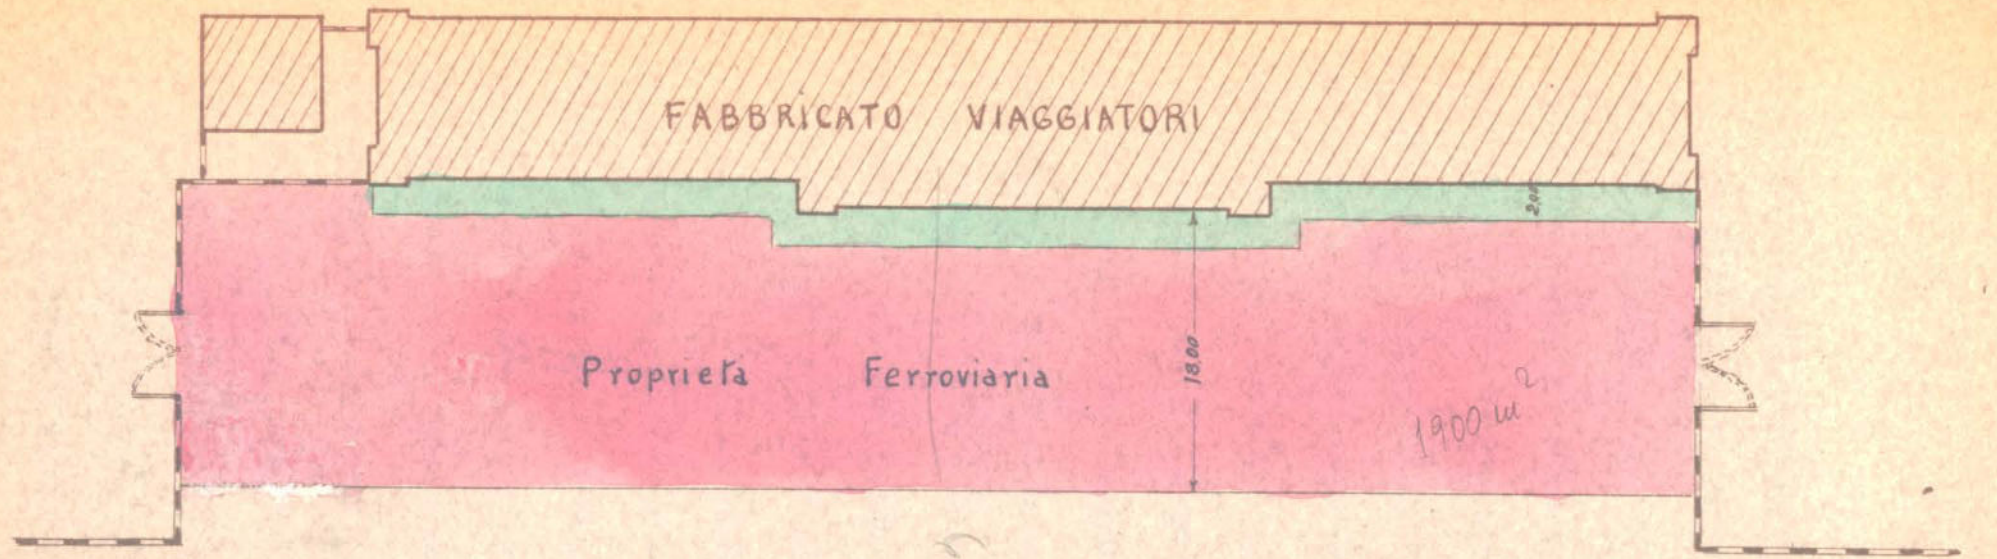 FABBRICATO VIAGGIATORI
2,00
18,00
Proprietà Ferroviaria
1900 m²